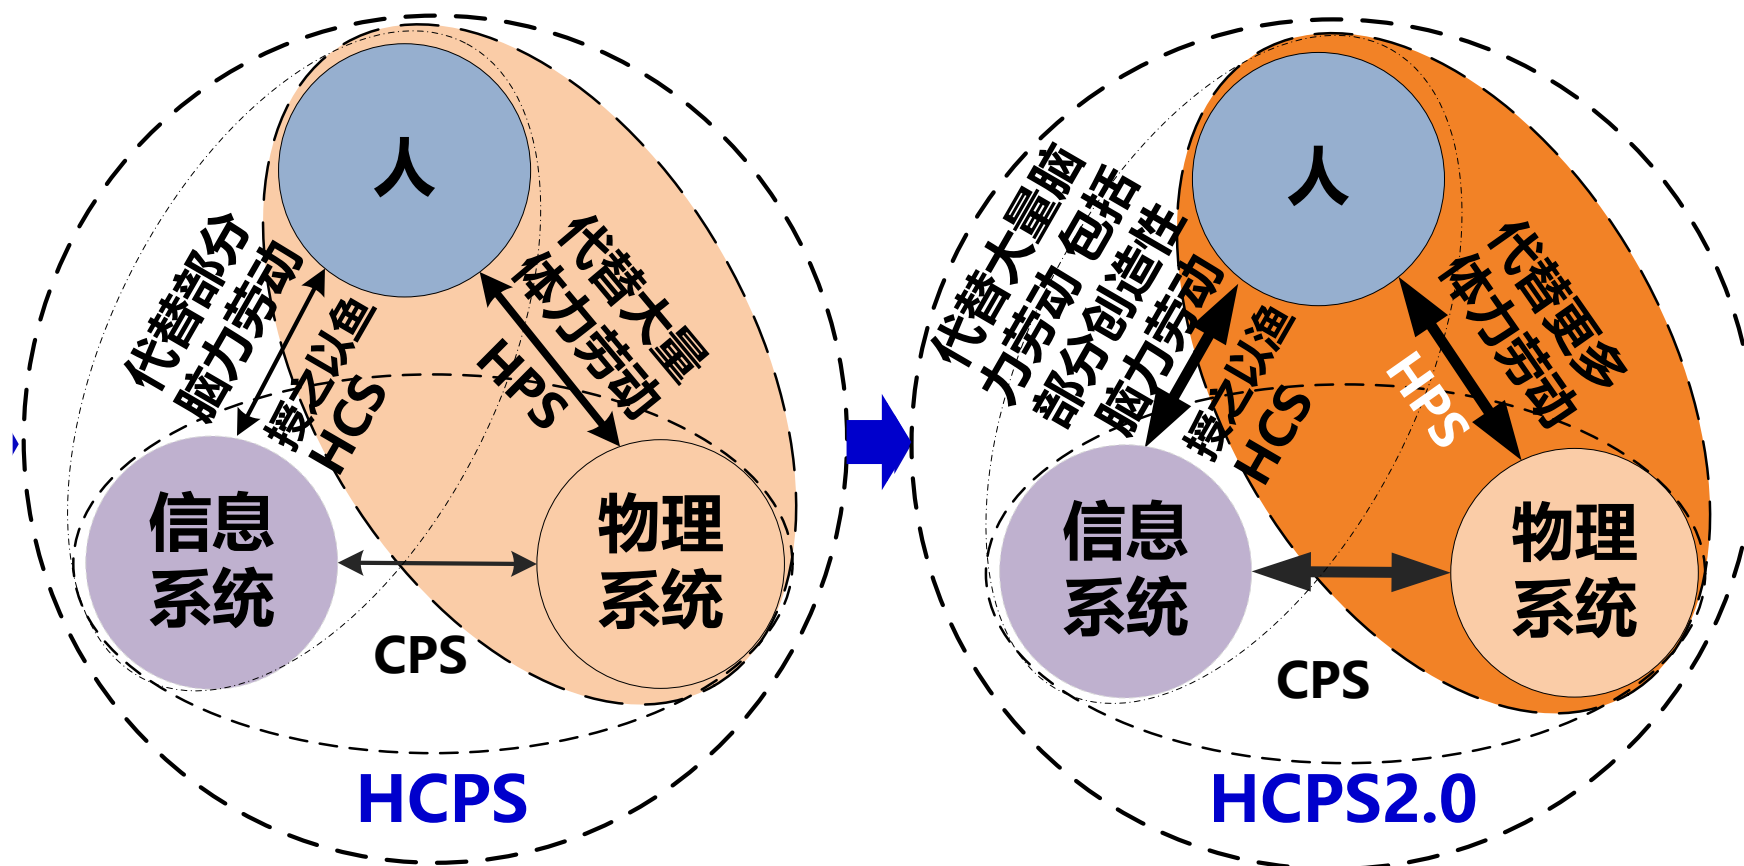 人
代替部分
脑力劳动
授之以鱼
HCS
代替大量
体力劳动
HPS
信息
系统
物理
系统
CPS
HCPS
人
代替大量脑
力劳动 包括
部分创造性
脑力劳动
授之以渔
HCS
代替更多
体力劳动
HPS
信息
系统
物理
系统
CPS
HCPS2.0